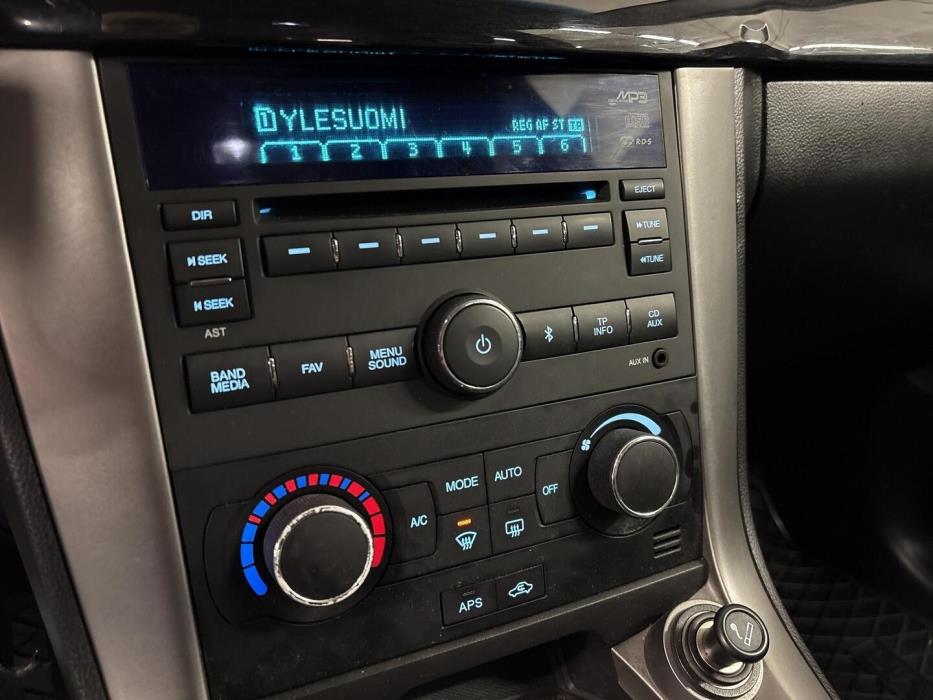 MP3
YLESUOMI
REG AF ST TP
1 2 3 4 5 6
RDS
DIR
EJECT
SEEK
TUNE
SEEK
TUNE
AST
BAND
MEDIA
FAV
MENU
SOUND
TP
INFO
CD
AUX
AUX IN
MODE
AUTO
A/C
OFF
APS